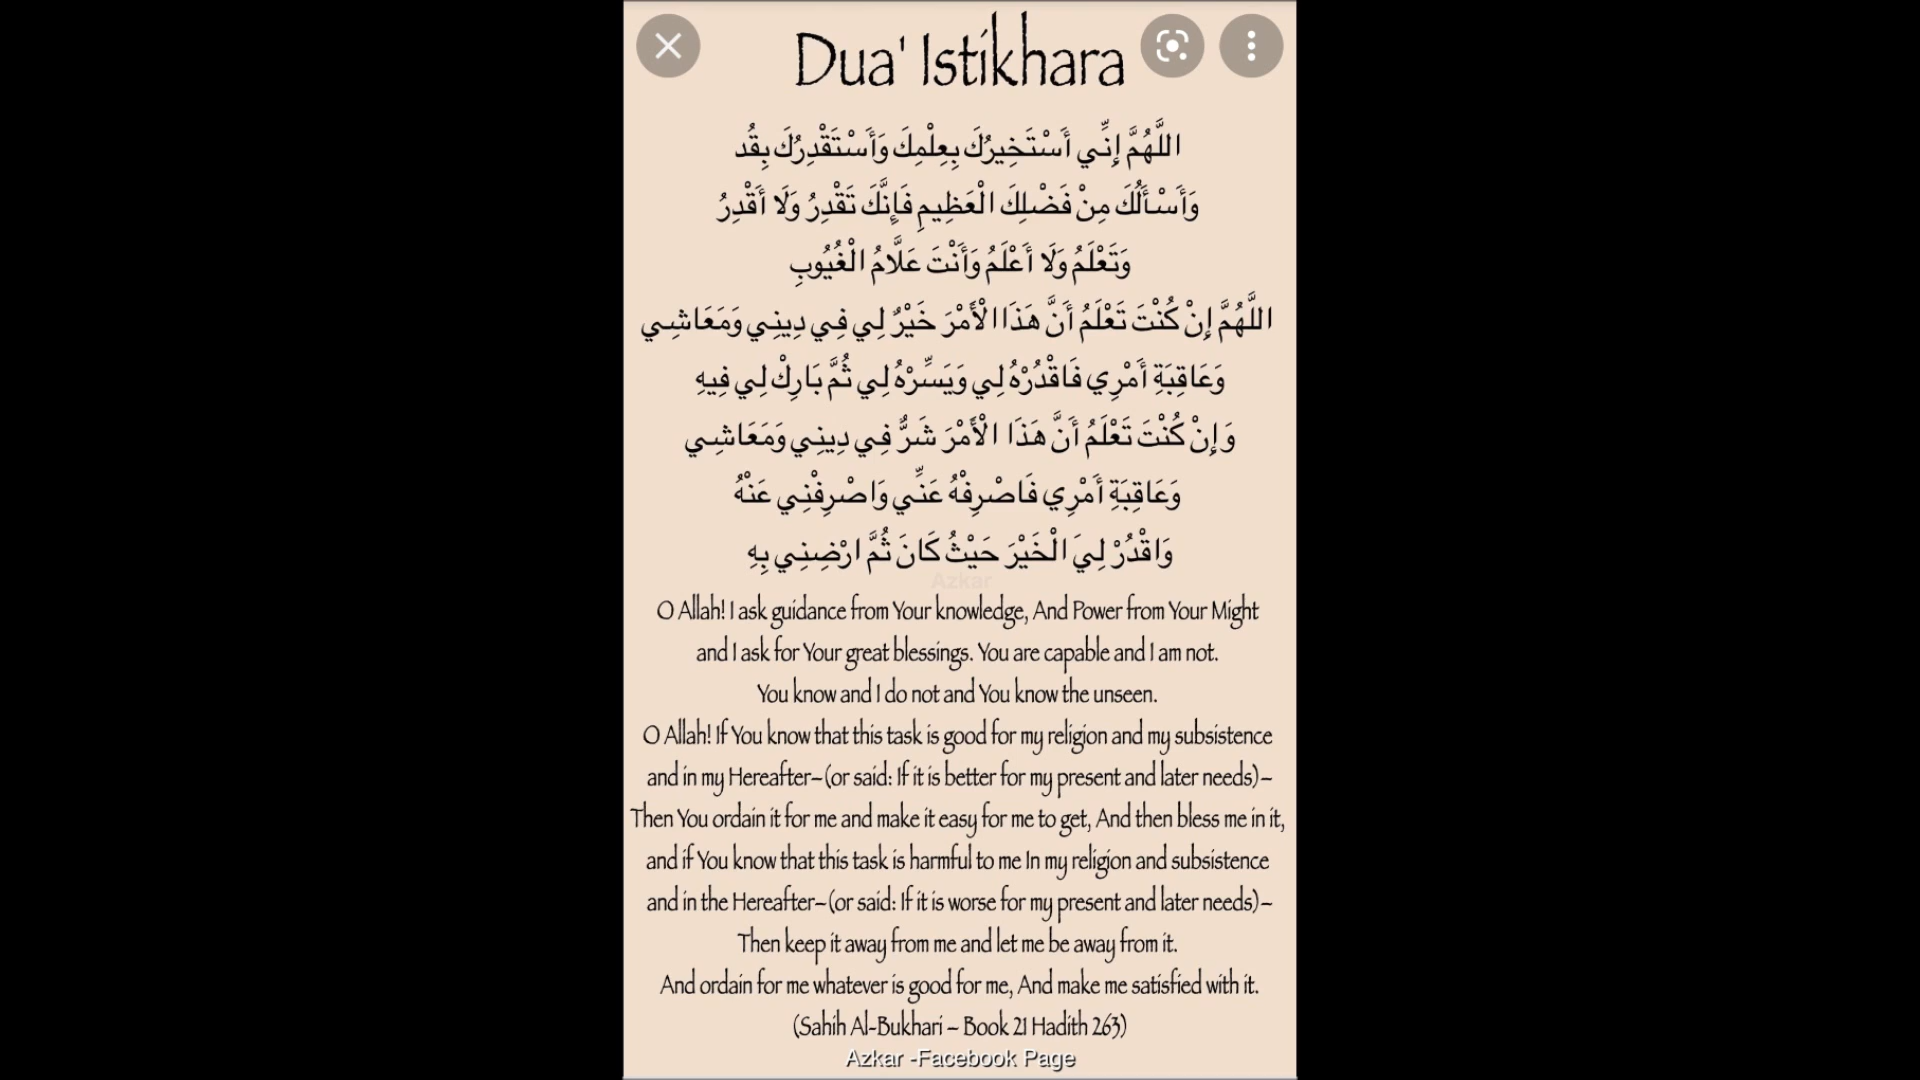 Dua' Istikhara
اللَّهُمَّ إِنِّي أَسْتَخِيرُكَ بِعِلْمِكَ وَأَسْتَقْدِرُكَ بِقُد
وَأَسْأَلُكَ مِنْ فَضْلِكَ الْعَظِيمِ فَإِنَّكَ تَقْدِرُ وَلَا أَقْدِرُ
وَتَعْلَمُ وَلَا أَعْلَمُ وَأَنْتَ عَلَّامُ الْغُيُوبِ
اللَّهُمَّ إِنْ كُنْتَ تَعْلَمُ أَنَّ هَذَا الْأَمْرَ خَيْرٌ لِي فِي دِينِي وَمَعَاشِي
وَعَاقِبَةِ أَمْرِي فَاقْدُرْهُ لِي وَيَسِّرْهُ لِي ثُمَّ بَارِكْ لِي فِيهِ
وَإِنْ كُنْتَ تَعْلَمُ أَنَّ هَذَا الْأَمْرَ شَرٌّ فِي دِينِي وَمَعَاشِي
وَعَاقِبَةِ أَمْرِي فَاصْرِفْهُ عَنِّي وَاصْرِفْنِي عَنْهُ
وَاقْدُرْ لِيَ الْخَيْرَ حَيْثُ كَانَ ثُمَّ ارْضِنِي بِهِ
Azkar
O Allah! I ask guidance from Your knowledge, And Power from Your Might
and I ask for Your great blessings. You are capable and I am not.
You know and I do not and You know the unseen.
O Allah! If You know that this task is good for my religion and my subsistence
and in my Hereafter–(or said: If it is better for my present and later needs)–
Then You ordain it for me and make it easy for me to get, And then bless me in it,
and if You know that this task is harmful to me In my religion and subsistence
and in the Hereafter–(or said: If it is worse for my present and later needs)–
Then keep it away from me and let me be away from it.
And ordain for me whatever is good for me, And make me satisfied with it.
(Sahih Al-Bukhari – Book 21 Hadith 263)
Azkar -Facebook Page